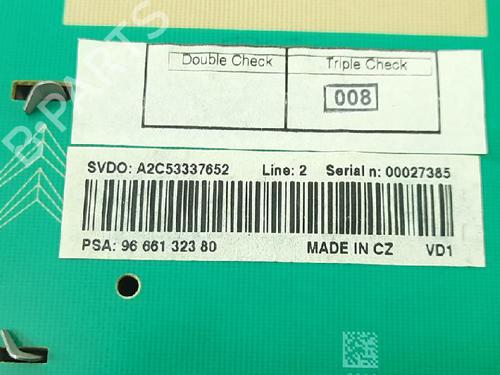 Double Check Triple Check
008
SVDO: A2C53337652 Line: 2 Serial n: 00027385
PSA: 96 661 323 80 MADE IN CZ VD1
B-PARTS